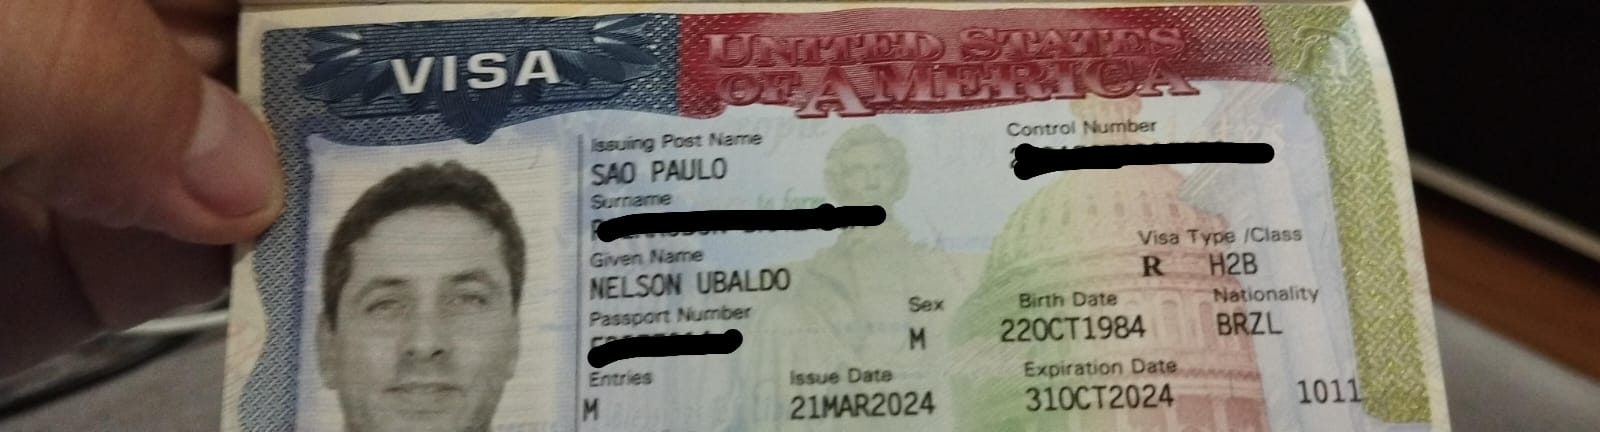 VISA
UNITED STATES
OF AMERICA
Issuing Post Name
SAO PAULO
Control Number
Surname
Given Name
NELSON UBALDO
Visa Type /Class
R H2B
Passport Number
Sex
M
Birth Date
22OCT1984
Nationality
BRZL
Entries
M
Issue Date
21MAR2024
Expiration Date
31OCT2024
1011